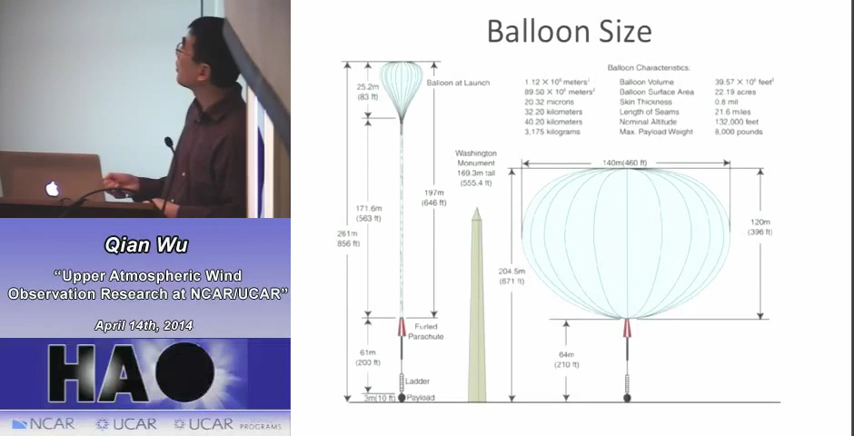 Balloon Size
Balloon Characteristics:
Balloon at Launch
1.12 X 10⁶ meters³ Balloon Volume 39.57 X 10⁶ feet³
89.50 X 10³ meters² Balloon Surface Area 22.19 acres
20.32 microns Skin Thickness 0.8 mil
32.20 kilometers Length of Seams 21.6 miles
40.20 kilometers Nominal Altitude 132,000 feet
3,175 kilograms Max. Payload Weight 8,000 pounds
25.2m
(83 ft)
Washington
Monument
169.3m tall
(555.4 ft)
140m(460 ft)
197m
(646 ft)
171.6m
(563 ft)
261m
856 ft)
120m
(396 ft)
204.5m
(671 ft)
Furled
Parachute
61m
(200 ft)
64m
(210 ft)
Ladder
3m(10 ft)
Payload
Qian Wu
“Upper Atmospheric Wind
Observation Research at NCAR/UCAR”
April 14th, 2014
HAO
NCAR UCAR UCAR PROGRAMS